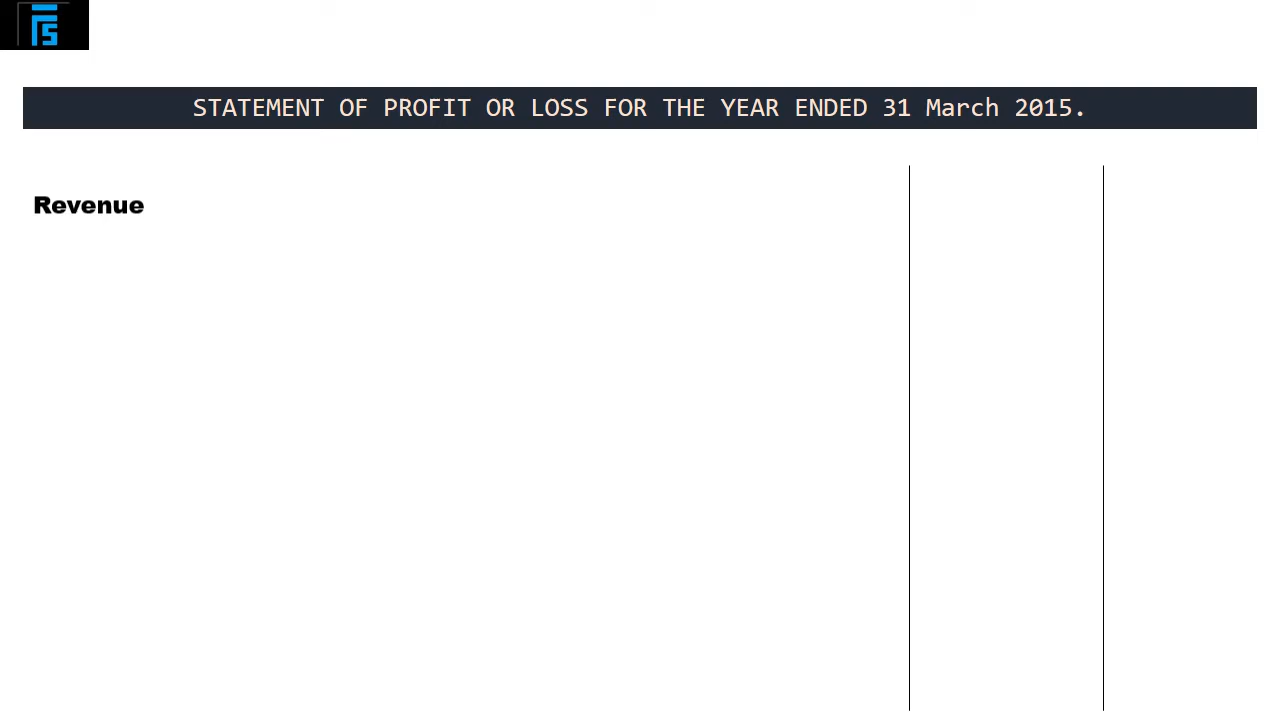 STATEMENT OF PROFIT OR LOSS FOR THE YEAR ENDED 31 March 2015.
Revenue